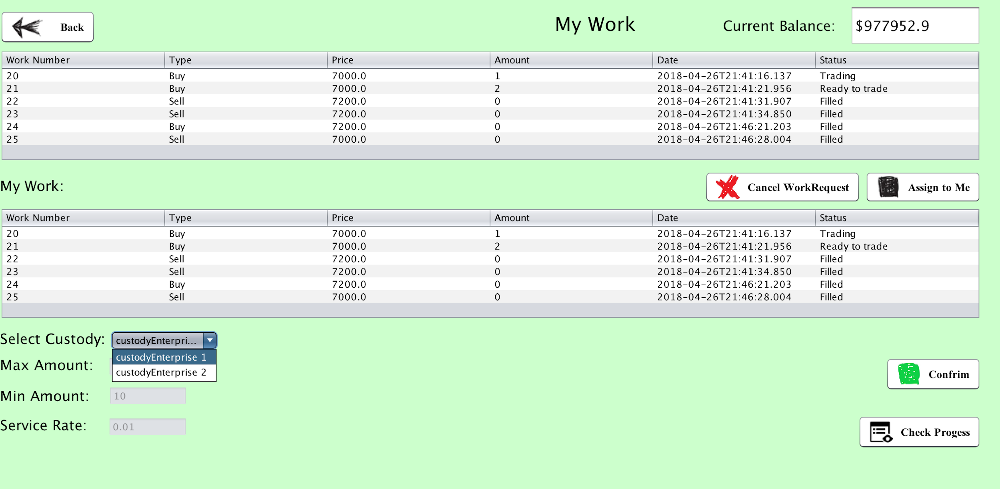 Back
My Work
Current Balance: $977952.9
Work Number Type Price Amount Date Status
20 Buy 7000.0 1 2018-04-26T21:41:16.137 Trading
21 Buy 7000.0 2 2018-04-26T21:41:21.956 Ready to trade
22 Sell 7200.0 0 2018-04-26T21:41:31.907 Filled
23 Sell 7200.0 0 2018-04-26T21:41:34.850 Filled
24 Buy 7200.0 0 2018-04-26T21:46:21.203 Filled
25 Sell 7000.0 0 2018-04-26T21:46:28.004 Filled
My Work:
Cancel WorkRequest
Assign to Me
Work Number Type Price Amount Date Status
20 Buy 7000.0 1 2018-04-26T21:41:16.137 Trading
21 Buy 7000.0 2 2018-04-26T21:41:21.956 Ready to trade
22 Sell 7200.0 0 2018-04-26T21:41:31.907 Filled
23 Sell 7200.0 0 2018-04-26T21:41:34.850 Filled
24 Buy 7200.0 0 2018-04-26T21:46:21.203 Filled
25 Sell 7000.0 0 2018-04-26T21:46:28.004 Filled
Select Custody: custodyEnterpri...
custodyEnterprise 1
custodyEnterprise 2
Max Amount:
Confrim
Min Amount: 10
Service Rate: 0.01
Check Progess